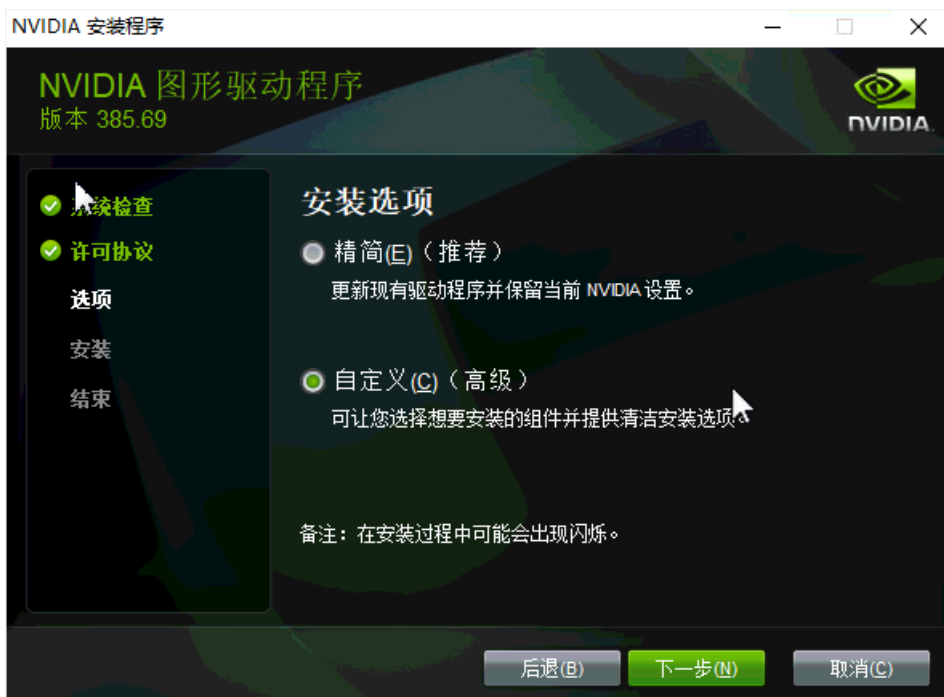 NVIDIA 安装程序
NVIDIA 图形驱动程序
版本 385.69
NVIDIA.
系统检查
许可协议
选项
安装
结束
安装选项
精简(E)（推荐）
更新现有驱动程序并保留当前 NVIDIA 设置。
自定义(C)（高级）
可让您选择想要安装的组件并提供清洁安装选项。
备注：在安装过程中可能会出现闪烁。
后退(B)
下一步(N)
取消(C)